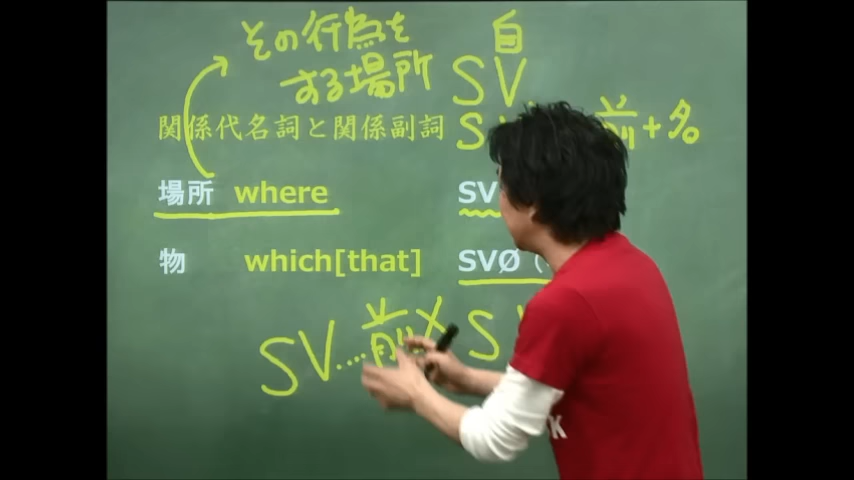 その行為を
する場所
自
SV
関係代名詞と関係副詞
S 前+名。
場所 where SV
物 which[that] SVØ (
SV....前 S
K